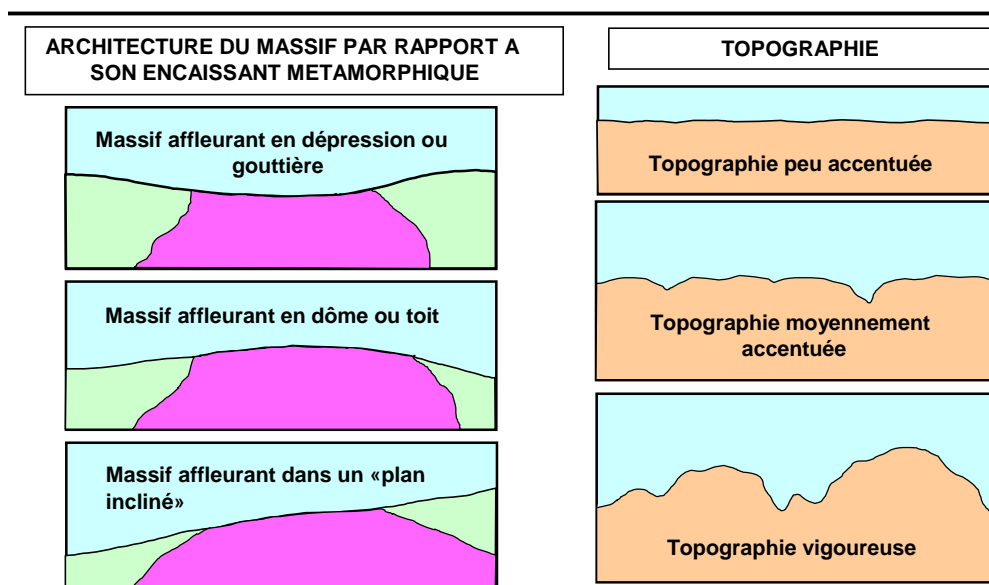 ARCHITECTURE DU MASSIF PAR RAPPORT A
SON ENCAISSANT METAMORPHIQUE
Massif affleurant en dépression ou
gouttière
Massif affleurant en dôme ou toit
Massif affleurant dans un «plan
incliné»
TOPOGRAPHIE
Topographie peu accentuée
Topographie moyennement
accentuée
Topographie vigoureuse